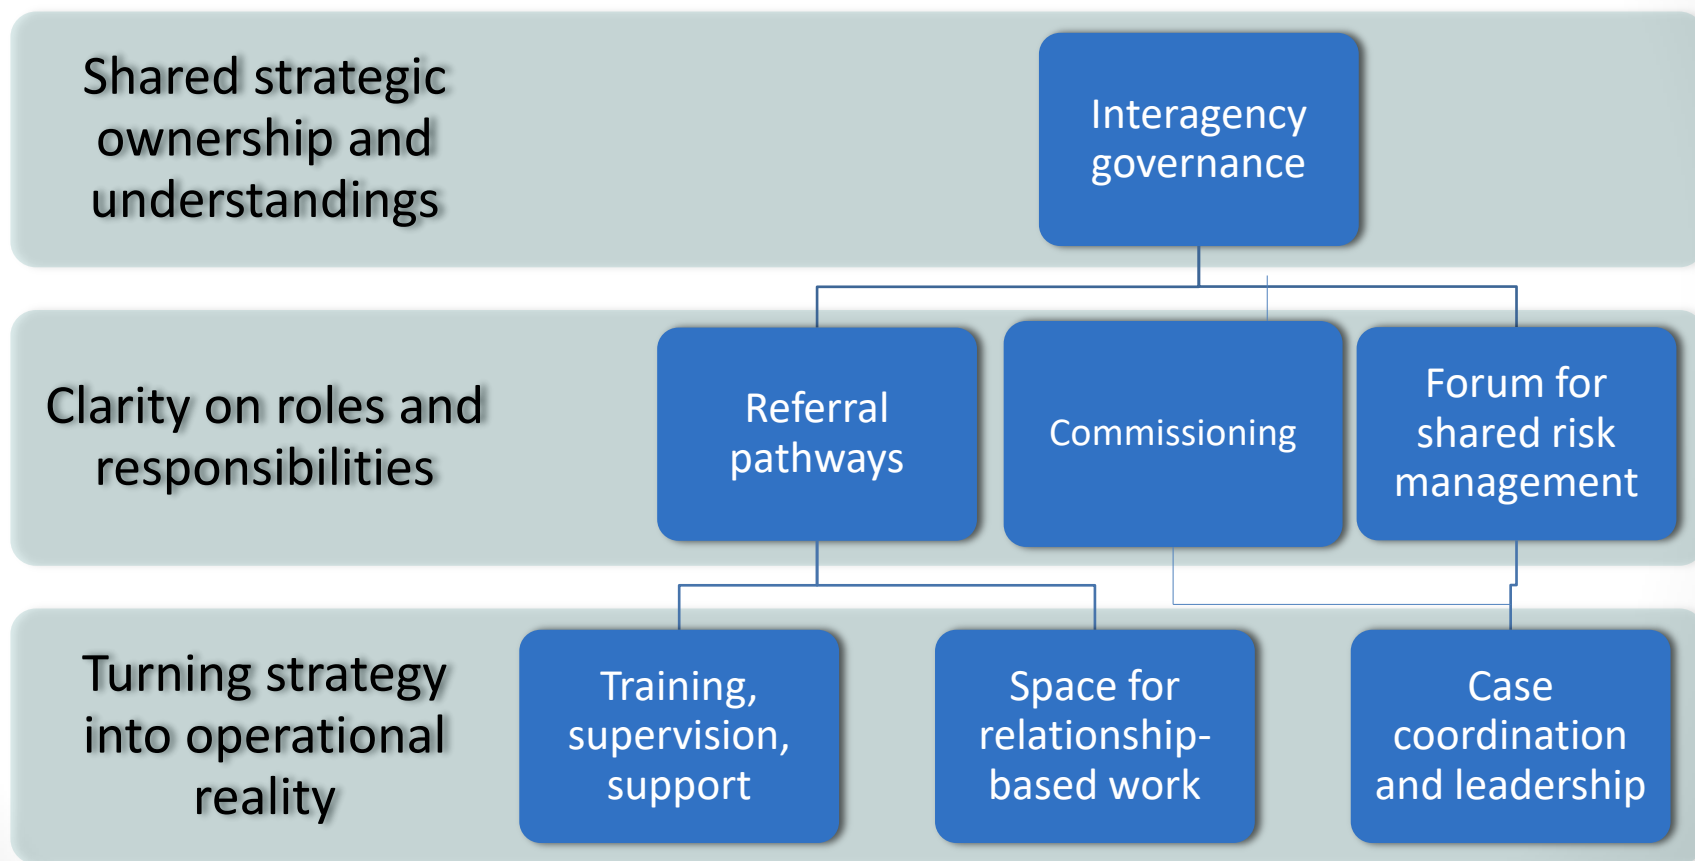 Shared strategic
ownership and
understandings
Interagency
governance
Clarity on roles and
responsibilities
Referral
pathways
Commissioning
Forum for
shared risk
management
Turning strategy
into operational
reality
Training,
supervision,
support
Space for
relationship-
based work
Case
coordination
and leadership